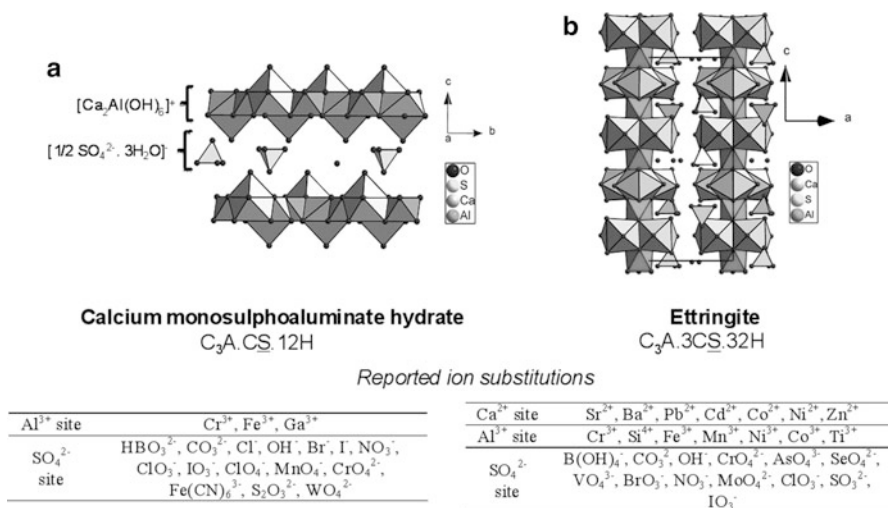 a
[Ca₂Al(OH)₆]⁺
[1/2 SO₄²⁻. 3H₂O]⁻
c
a
b
O
S
Ca
Al
b
c
a
O
Ca
S
Al
Calcium monosulphoaluminate hydrate
C₃A.CS̲.12H
Ettringite
C₃A.3CS̲.32H
Reported ion substitutions
Al³⁺ site Cr³⁺, Fe³⁺, Ga³⁺
SO₄²⁻ site HBO₃²⁻, CO₃²⁻, Cl⁻, OH⁻, Br⁻, I⁻, NO₃⁻,
ClO₃⁻, IO₃⁻, ClO₄⁻, MnO₄⁻, CrO₄²⁻,
Fe(CN)₆³⁻, S₂O₃²⁻, WO₄²⁻
Ca²⁺ site Sr²⁺, Ba²⁺, Pb²⁺, Cd²⁺, Co²⁺, Ni²⁺, Zn²⁺
Al³⁺ site Cr³⁺, Si⁴⁺, Fe³⁺, Mn³⁺, Ni³⁺, Co³⁺, Ti³⁺
SO₄²⁻ site B(OH)₄⁻, CO₃²⁻, OH⁻, CrO₄²⁻, AsO₄³⁻, SeO₄²⁻,
VO₄³⁻, BrO₃⁻, NO₃⁻, MoO₄²⁻, ClO₃⁻, SO₃²⁻,
IO₃⁻